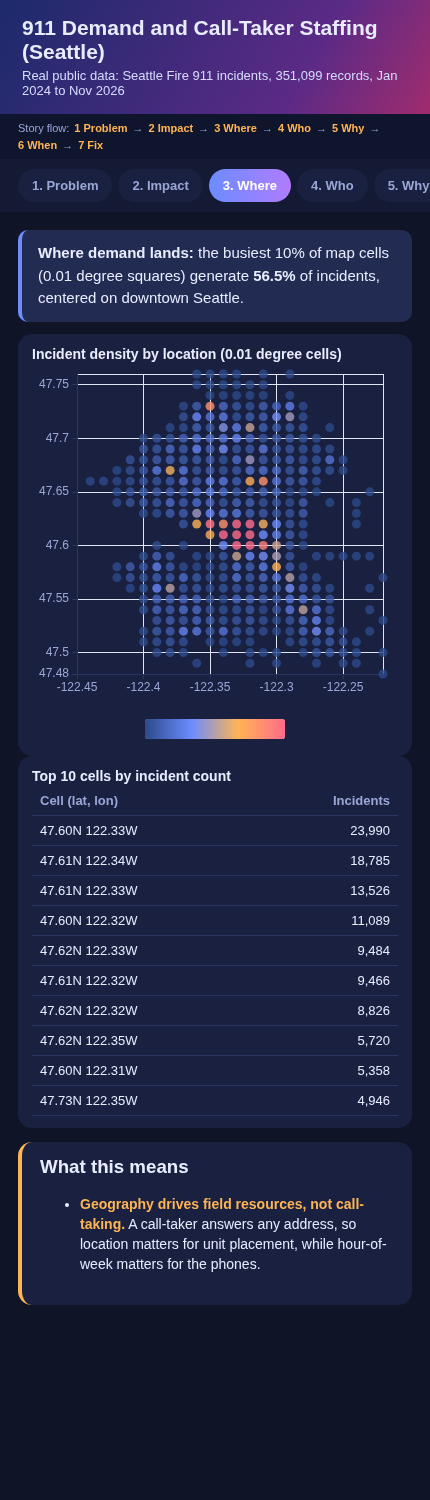 911 Demand and Call-Taker Staffing
(Seattle)
Real public data: Seattle Fire 911 incidents, 351,099 records, Jan
2024 to Nov 2026
Story flow: 1 Problem → 2 Impact → 3 Where → 4 Who → 5 Why →
6 When → 7 Fix
1. Problem 2. Impact 3. Where 4. Who 5. Why
Where demand lands: the busiest 10% of map cells
(0.01 degree squares) generate 56.5% of incidents,
centered on downtown Seattle.
Incident density by location (0.01 degree cells)
47.75
47.7
47.65
47.6
47.55
47.5
47.48
-122.45 -122.4 -122.35 -122.3 -122.25
Top 10 cells by incident count
Cell (lat, lon) Incidents
47.60N 122.33W 23,990
47.61N 122.34W 18,785
47.61N 122.33W 13,526
47.60N 122.32W 11,089
47.62N 122.33W 9,484
47.61N 122.32W 9,466
47.62N 122.32W 8,826
47.62N 122.35W 5,720
47.60N 122.31W 5,358
47.73N 122.35W 4,946
What this means
• Geography drives field resources, not call-
taking. A call-taker answers any address, so
location matters for unit placement, while hour-of-
week matters for the phones.